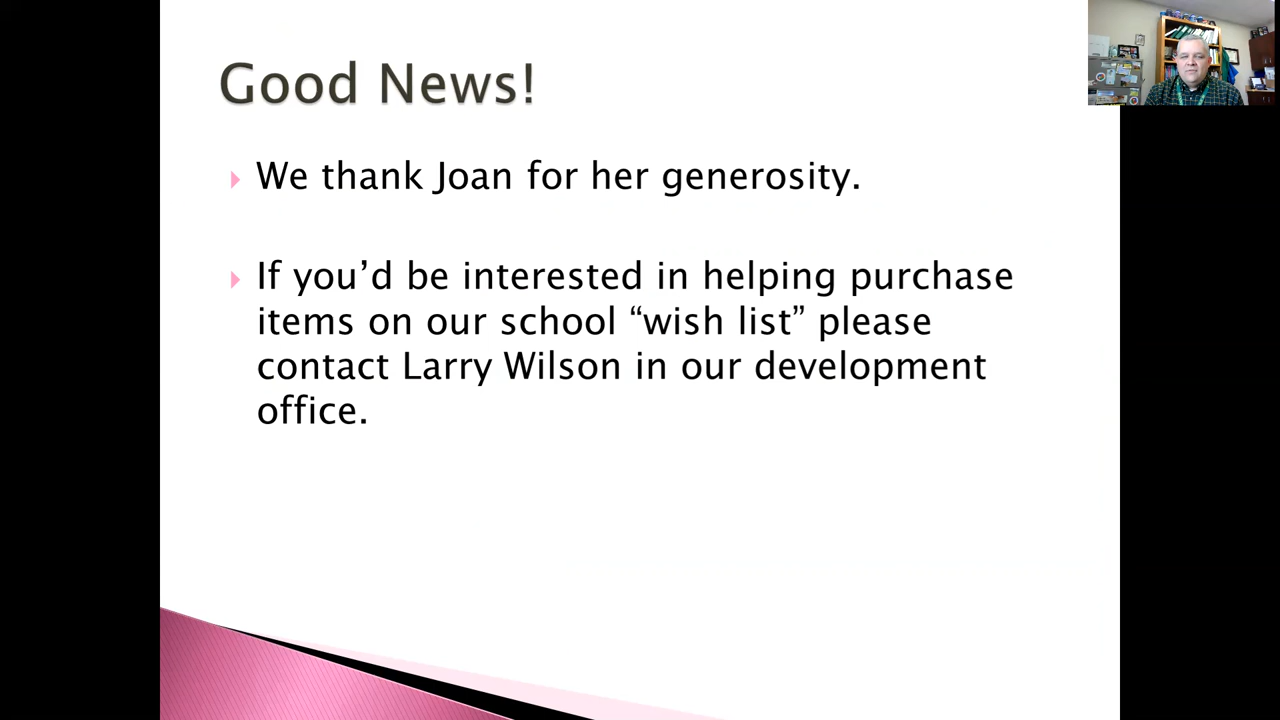 Good News!
We thank Joan for her generosity.
If you’d be interested in helping purchase
items on our school “wish list” please
contact Larry Wilson in our development
office.